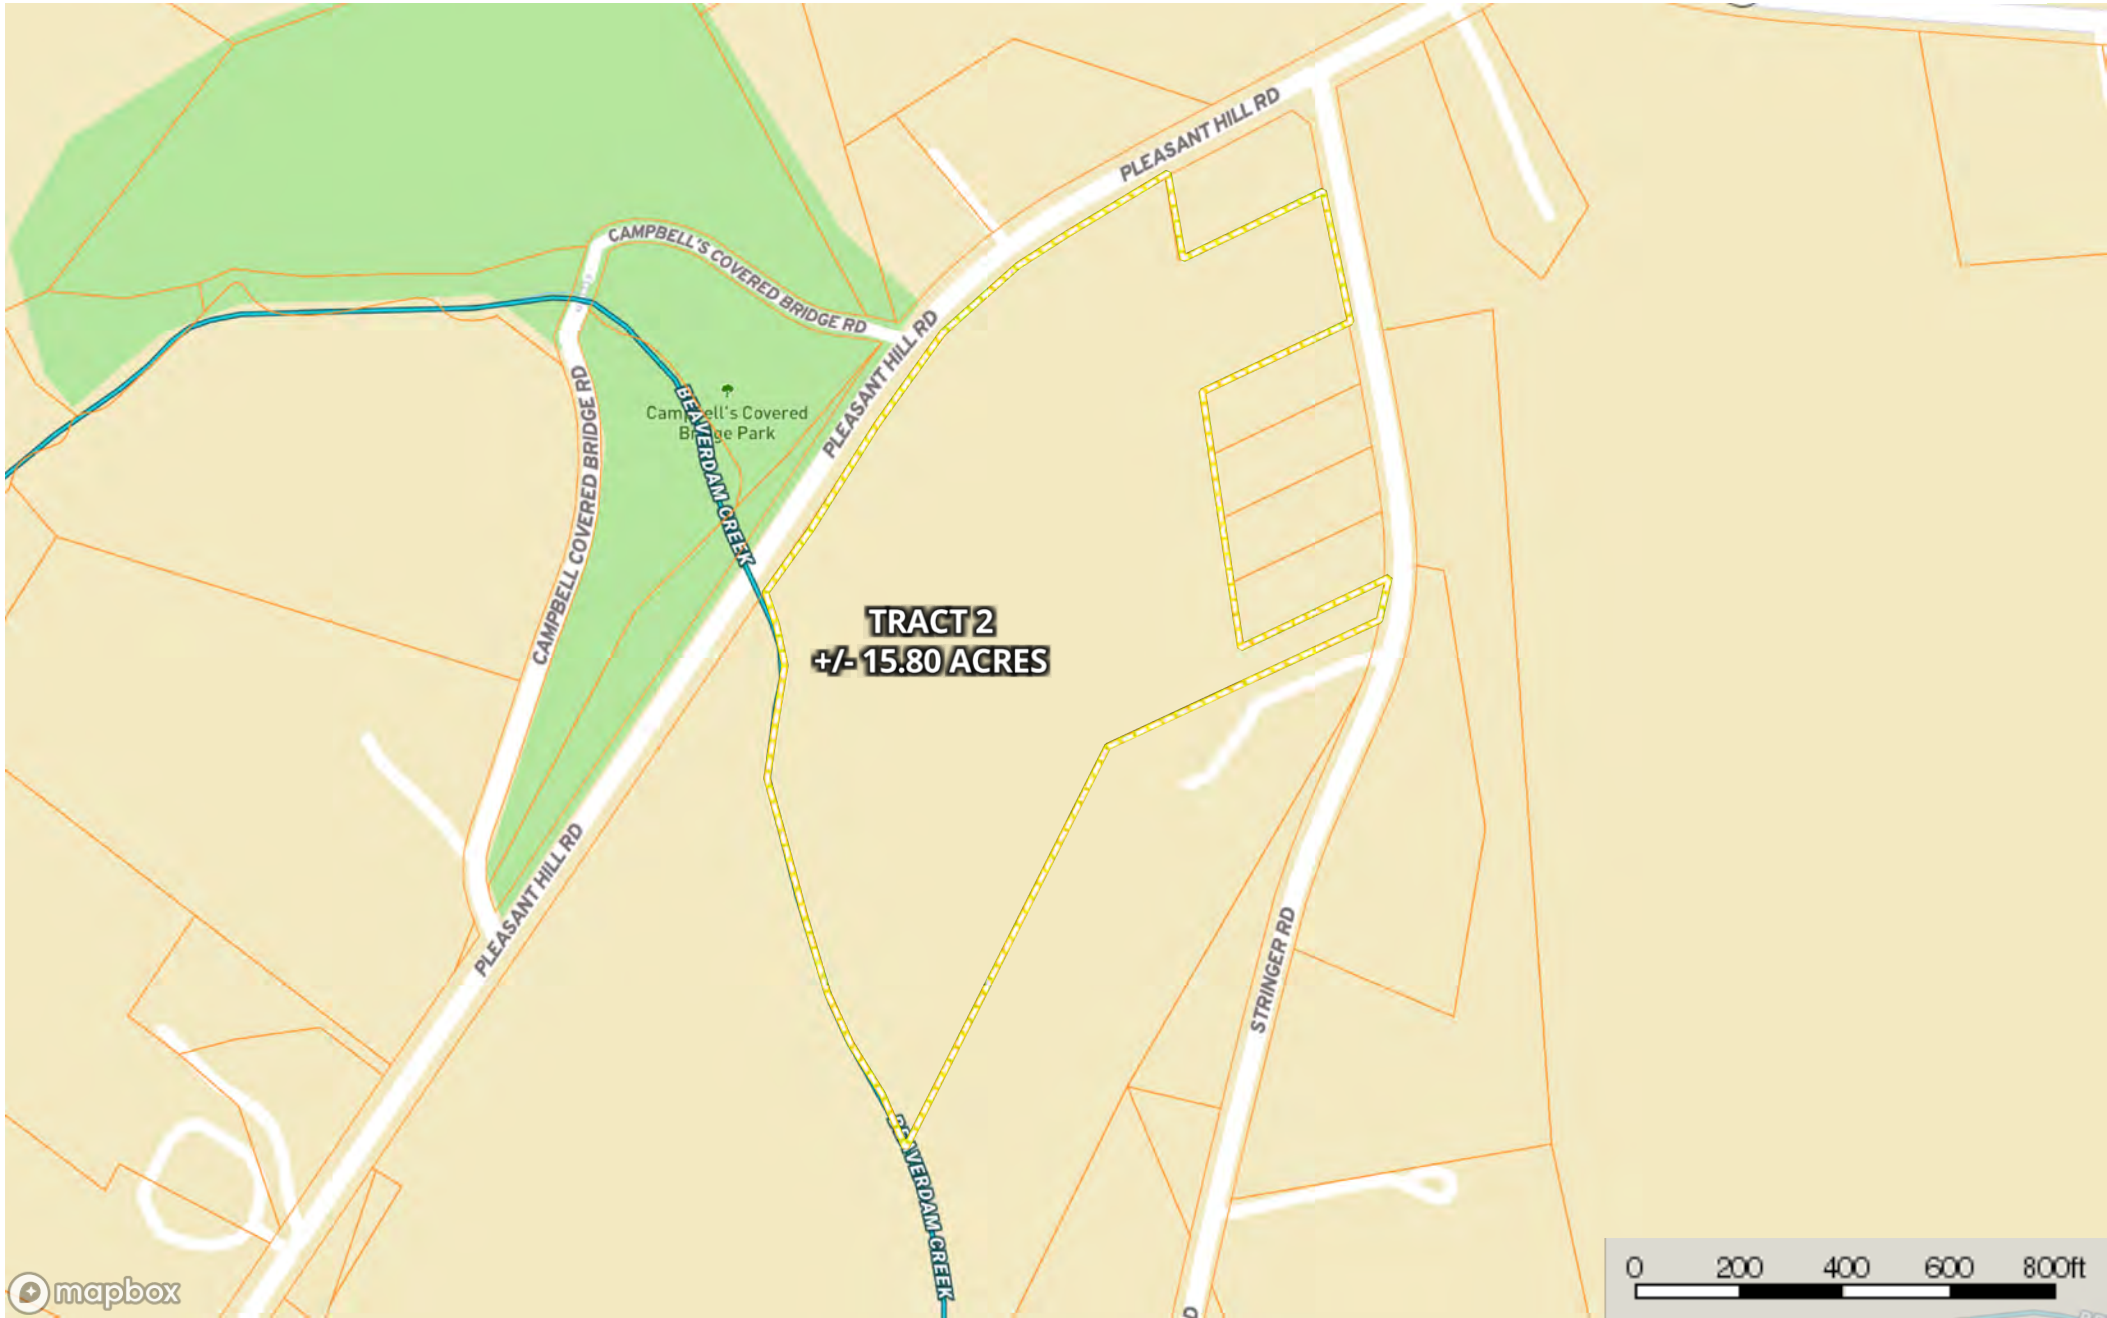 PLEASANT HILL RD
CAMPBELL'S COVERED BRIDGE RD
PLEASANT HILL RD
CAMPBELL COVERED BRIDGE RD
Campbell's Covered
Bridge Park
BEAVERDAM CREEK
TRACT 2
+/- 15.80 ACRES
PLEASANT HILL RD
STRINGER RD
BEAVERDAM CREEK
0 200 400 600 800ft
mapbox